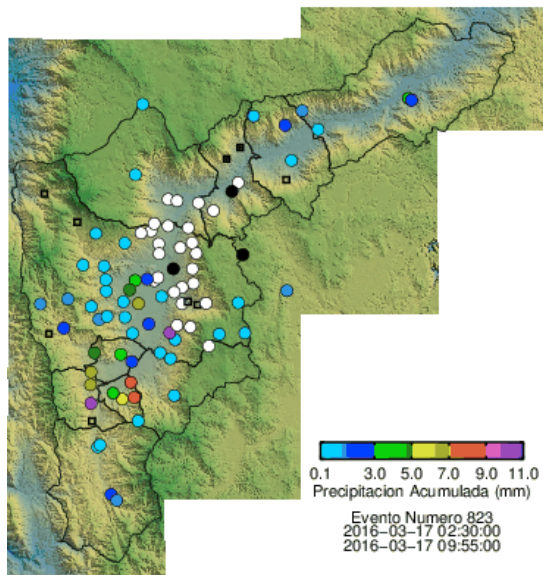 0.1 3.0 5.0 7.0 9.0 11.0
Precipitacion Acumulada (mm)
Evento Numero 823
2016-03-17 02:30:00
2016-03-17 09:55:00